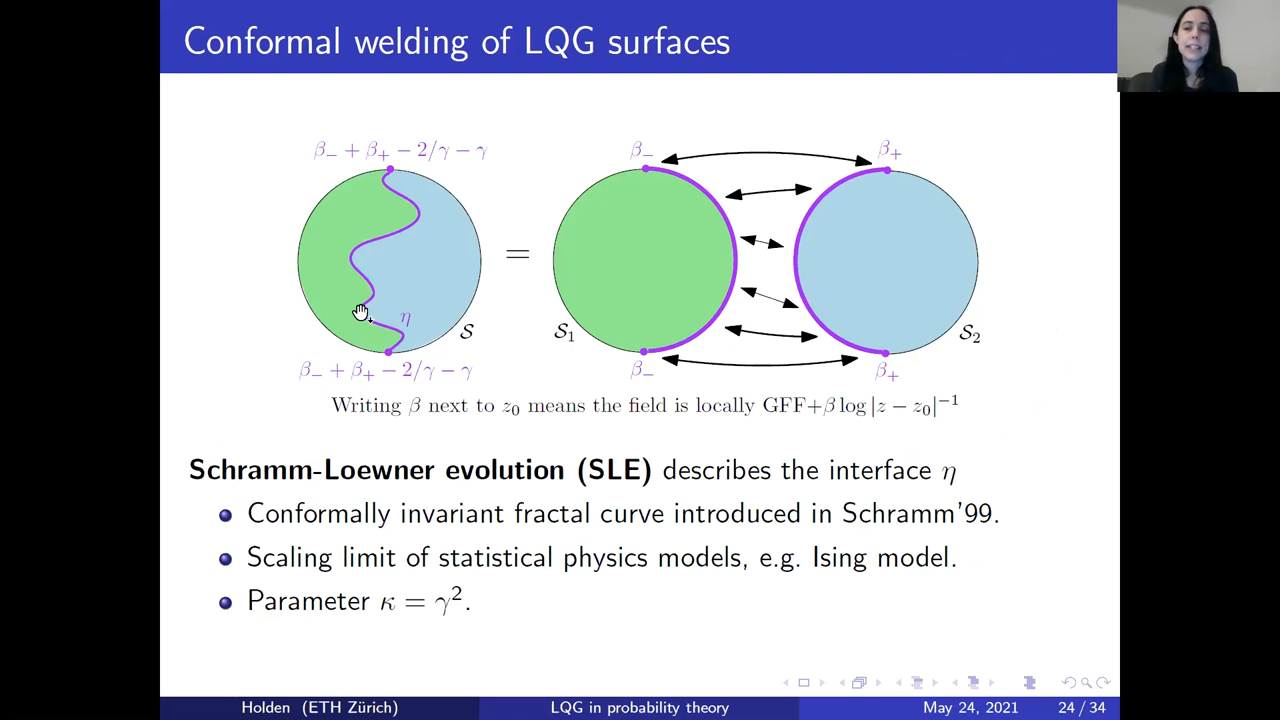 Conformal welding of LQG surfaces
β₋ + β₊ − 2/γ − γ
β₋
β₊
=
η
S
S₁
S₂
β₋ + β₊ − 2/γ − γ
β₋
β₊
Writing β next to z₀ means the field is locally GFF+β log |z − z₀|⁻¹
Schramm-Loewner evolution (SLE) describes the interface η
Conformally invariant fractal curve introduced in Schramm'99.
Scaling limit of statistical physics models, e.g. Ising model.
Parameter κ = γ².
Holden (ETH Zürich)
LQG in probability theory
May 24, 2021
24 / 34